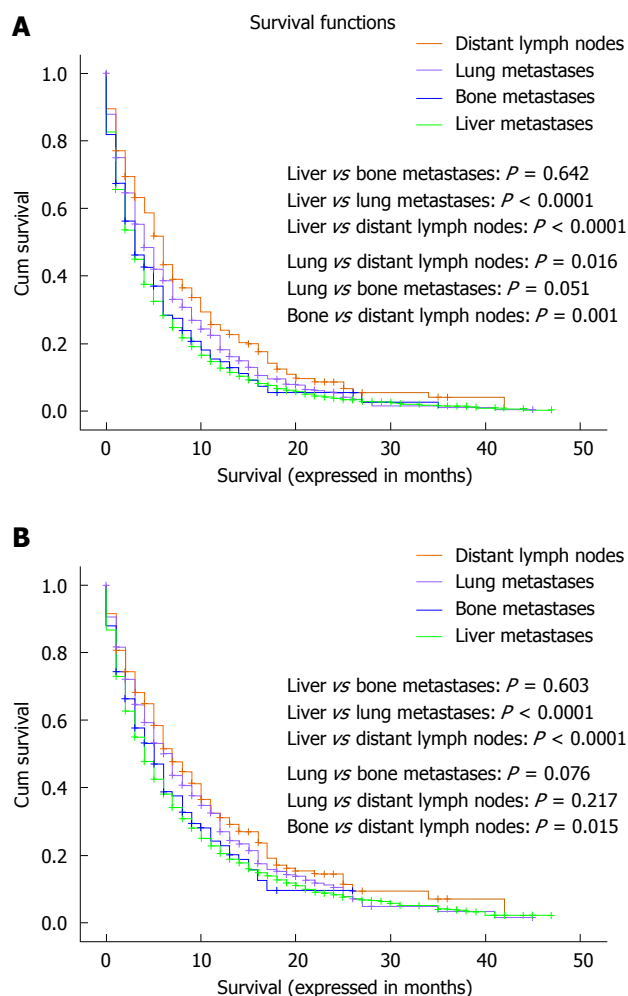 A
Survival functions
Distant lymph nodes
Lung metastases
Bone metastases
Liver metastases
1.0
0.8
0.6
0.4
0.2
0.0
Cum survival
Liver vs bone metastases: P = 0.642
Liver vs lung metastases: P < 0.0001
Liver vs distant lymph nodes: P < 0.0001
Lung vs distant lymph nodes: P = 0.016
Lung vs bone metastases: P = 0.051
Bone vs distant lymph nodes: P = 0.001
0 10 20 30 40 50
Survival (expressed in months)
B
Distant lymph nodes
Lung metastases
Bone metastases
Liver metastases
1.0
0.8
0.6
0.4
0.2
0.0
Cum survival
Liver vs bone metastases: P = 0.603
Liver vs lung metastases: P < 0.0001
Liver vs distant lymph nodes: P < 0.0001
Lung vs bone metastases: P = 0.076
Lung vs distant lymph nodes: P = 0.217
Bone vs distant lymph nodes: P = 0.015
0 10 20 30 40 50
Survival (expressed in months)